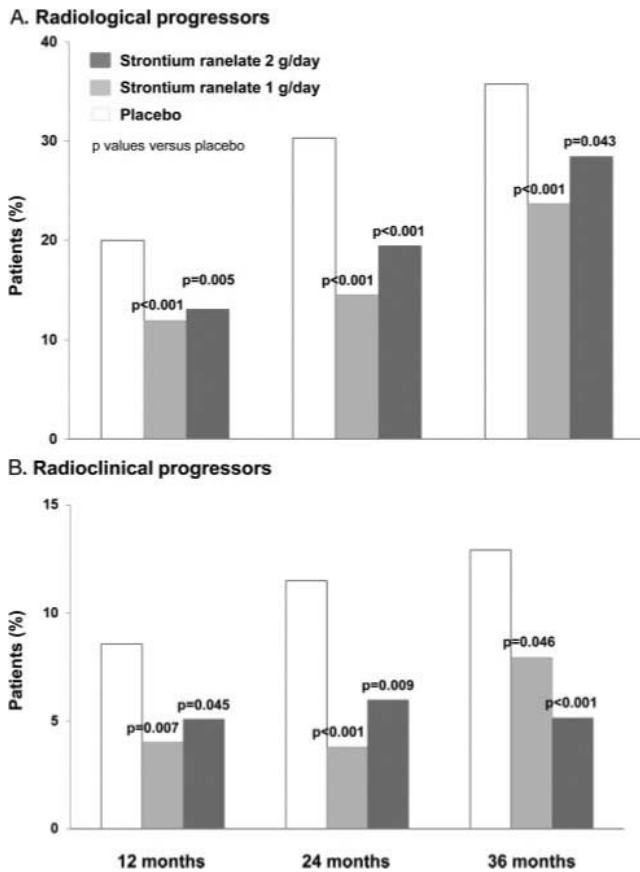 A. Radiological progressors
40
Strontium ranelate 2 g/day
Strontium ranelate 1 g/day
Placebo
p values versus placebo
30
20
10
0
Patients (%)
p<0.001
p=0.005
p<0.001
p<0.001
p<0.001
p=0.043
B. Radioclinical progressors
15
10
5
0
Patients (%)
p=0.007
p=0.045
p<0.001
p=0.009
p=0.046
p<0.001
12 months
24 months
36 months